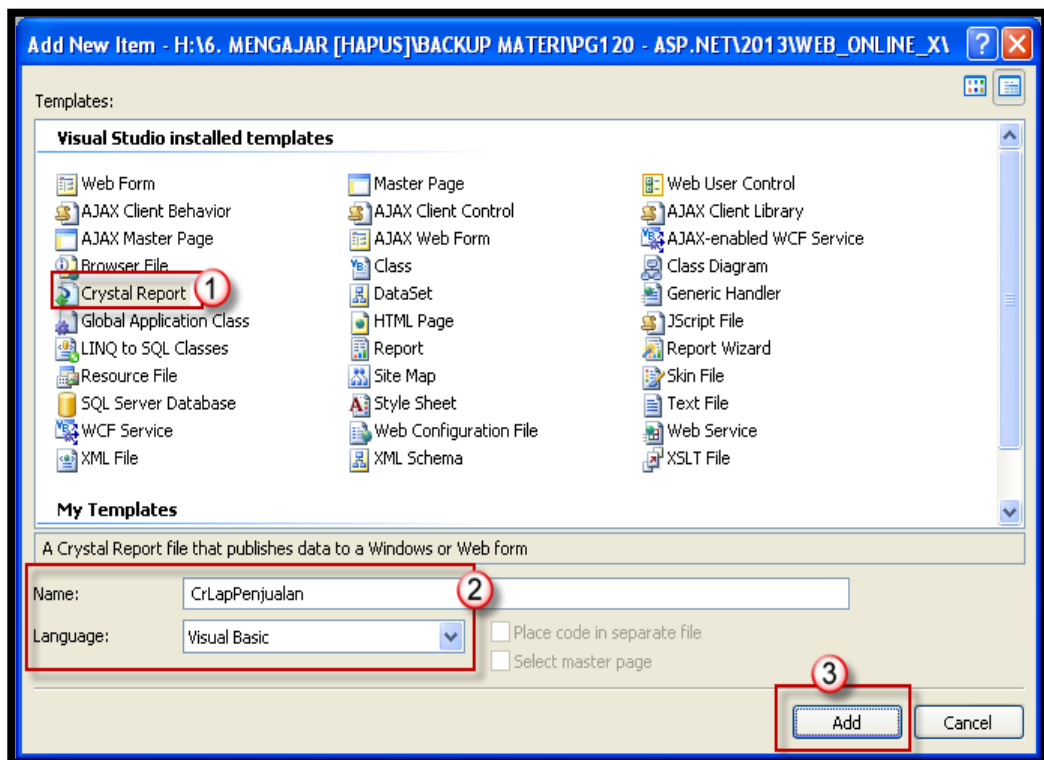 Add New Item - H:\6. MENGAJAR [HAPUS]\BACKUP MATERI\PG120 - ASP.NET\2013\WEB_ONLINE_X\
Templates:
Visual Studio installed templates
Web Form Master Page Web User Control
AJAX Client Behavior AJAX Client Control AJAX Client Library
AJAX Master Page AJAX Web Form AJAX-enabled WCF Service
Browser File Class Class Diagram
Crystal Report 1 DataSet Generic Handler
Global Application Class HTML Page JScript File
LINQ to SQL Classes Report Report Wizard
Resource File Site Map Skin File
SQL Server Database Style Sheet Text File
WCF Service Web Configuration File Web Service
XML File XML Schema XSLT File
My Templates
A Crystal Report file that publishes data to a Windows or Web form
Name: CrLapPenjualan 2
Language: Visual Basic Place code in separate file
Select master page
3
Add Cancel